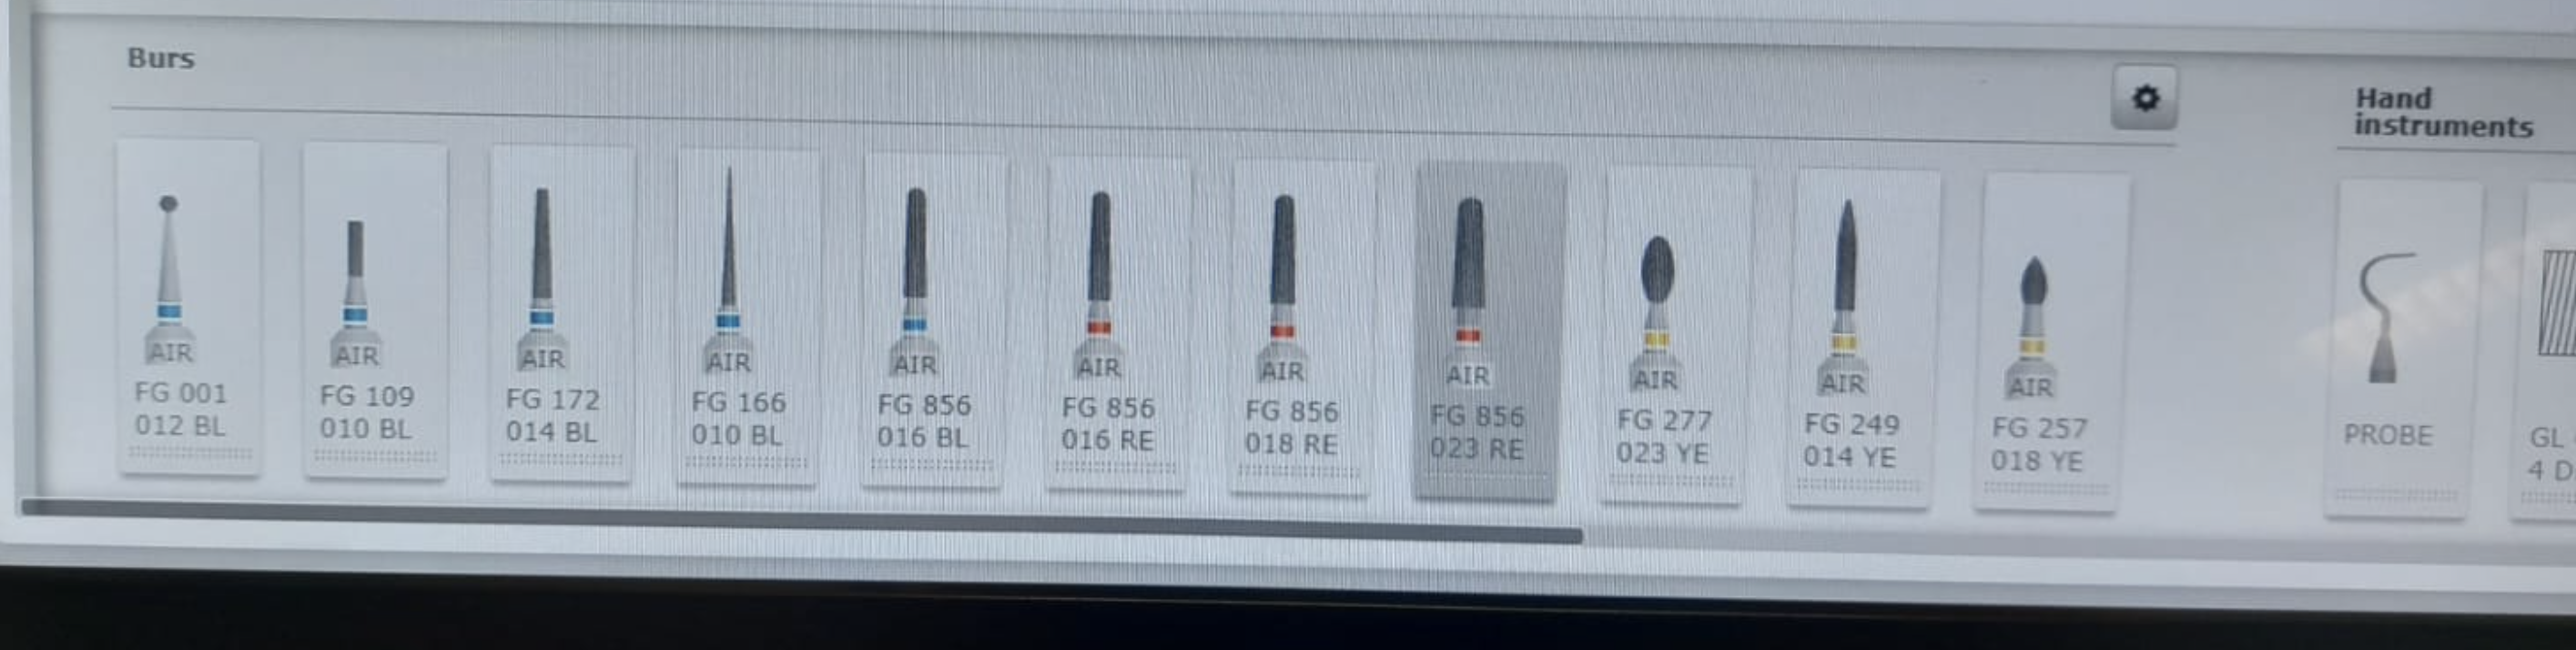 Burs
Hand
instruments
AIR
FG 001
012 BL
AIR
FG 109
010 BL
AIR
FG 172
014 BL
AIR
FG 166
010 BL
AIR
FG 856
016 BL
AIR
FG 856
016 RE
AIR
FG 856
018 RE
AIR
FG 856
023 RE
AIR
FG 277
023 YE
AIR
FG 249
014 YE
AIR
FG 257
018 YE
PROBE
GL
4 D